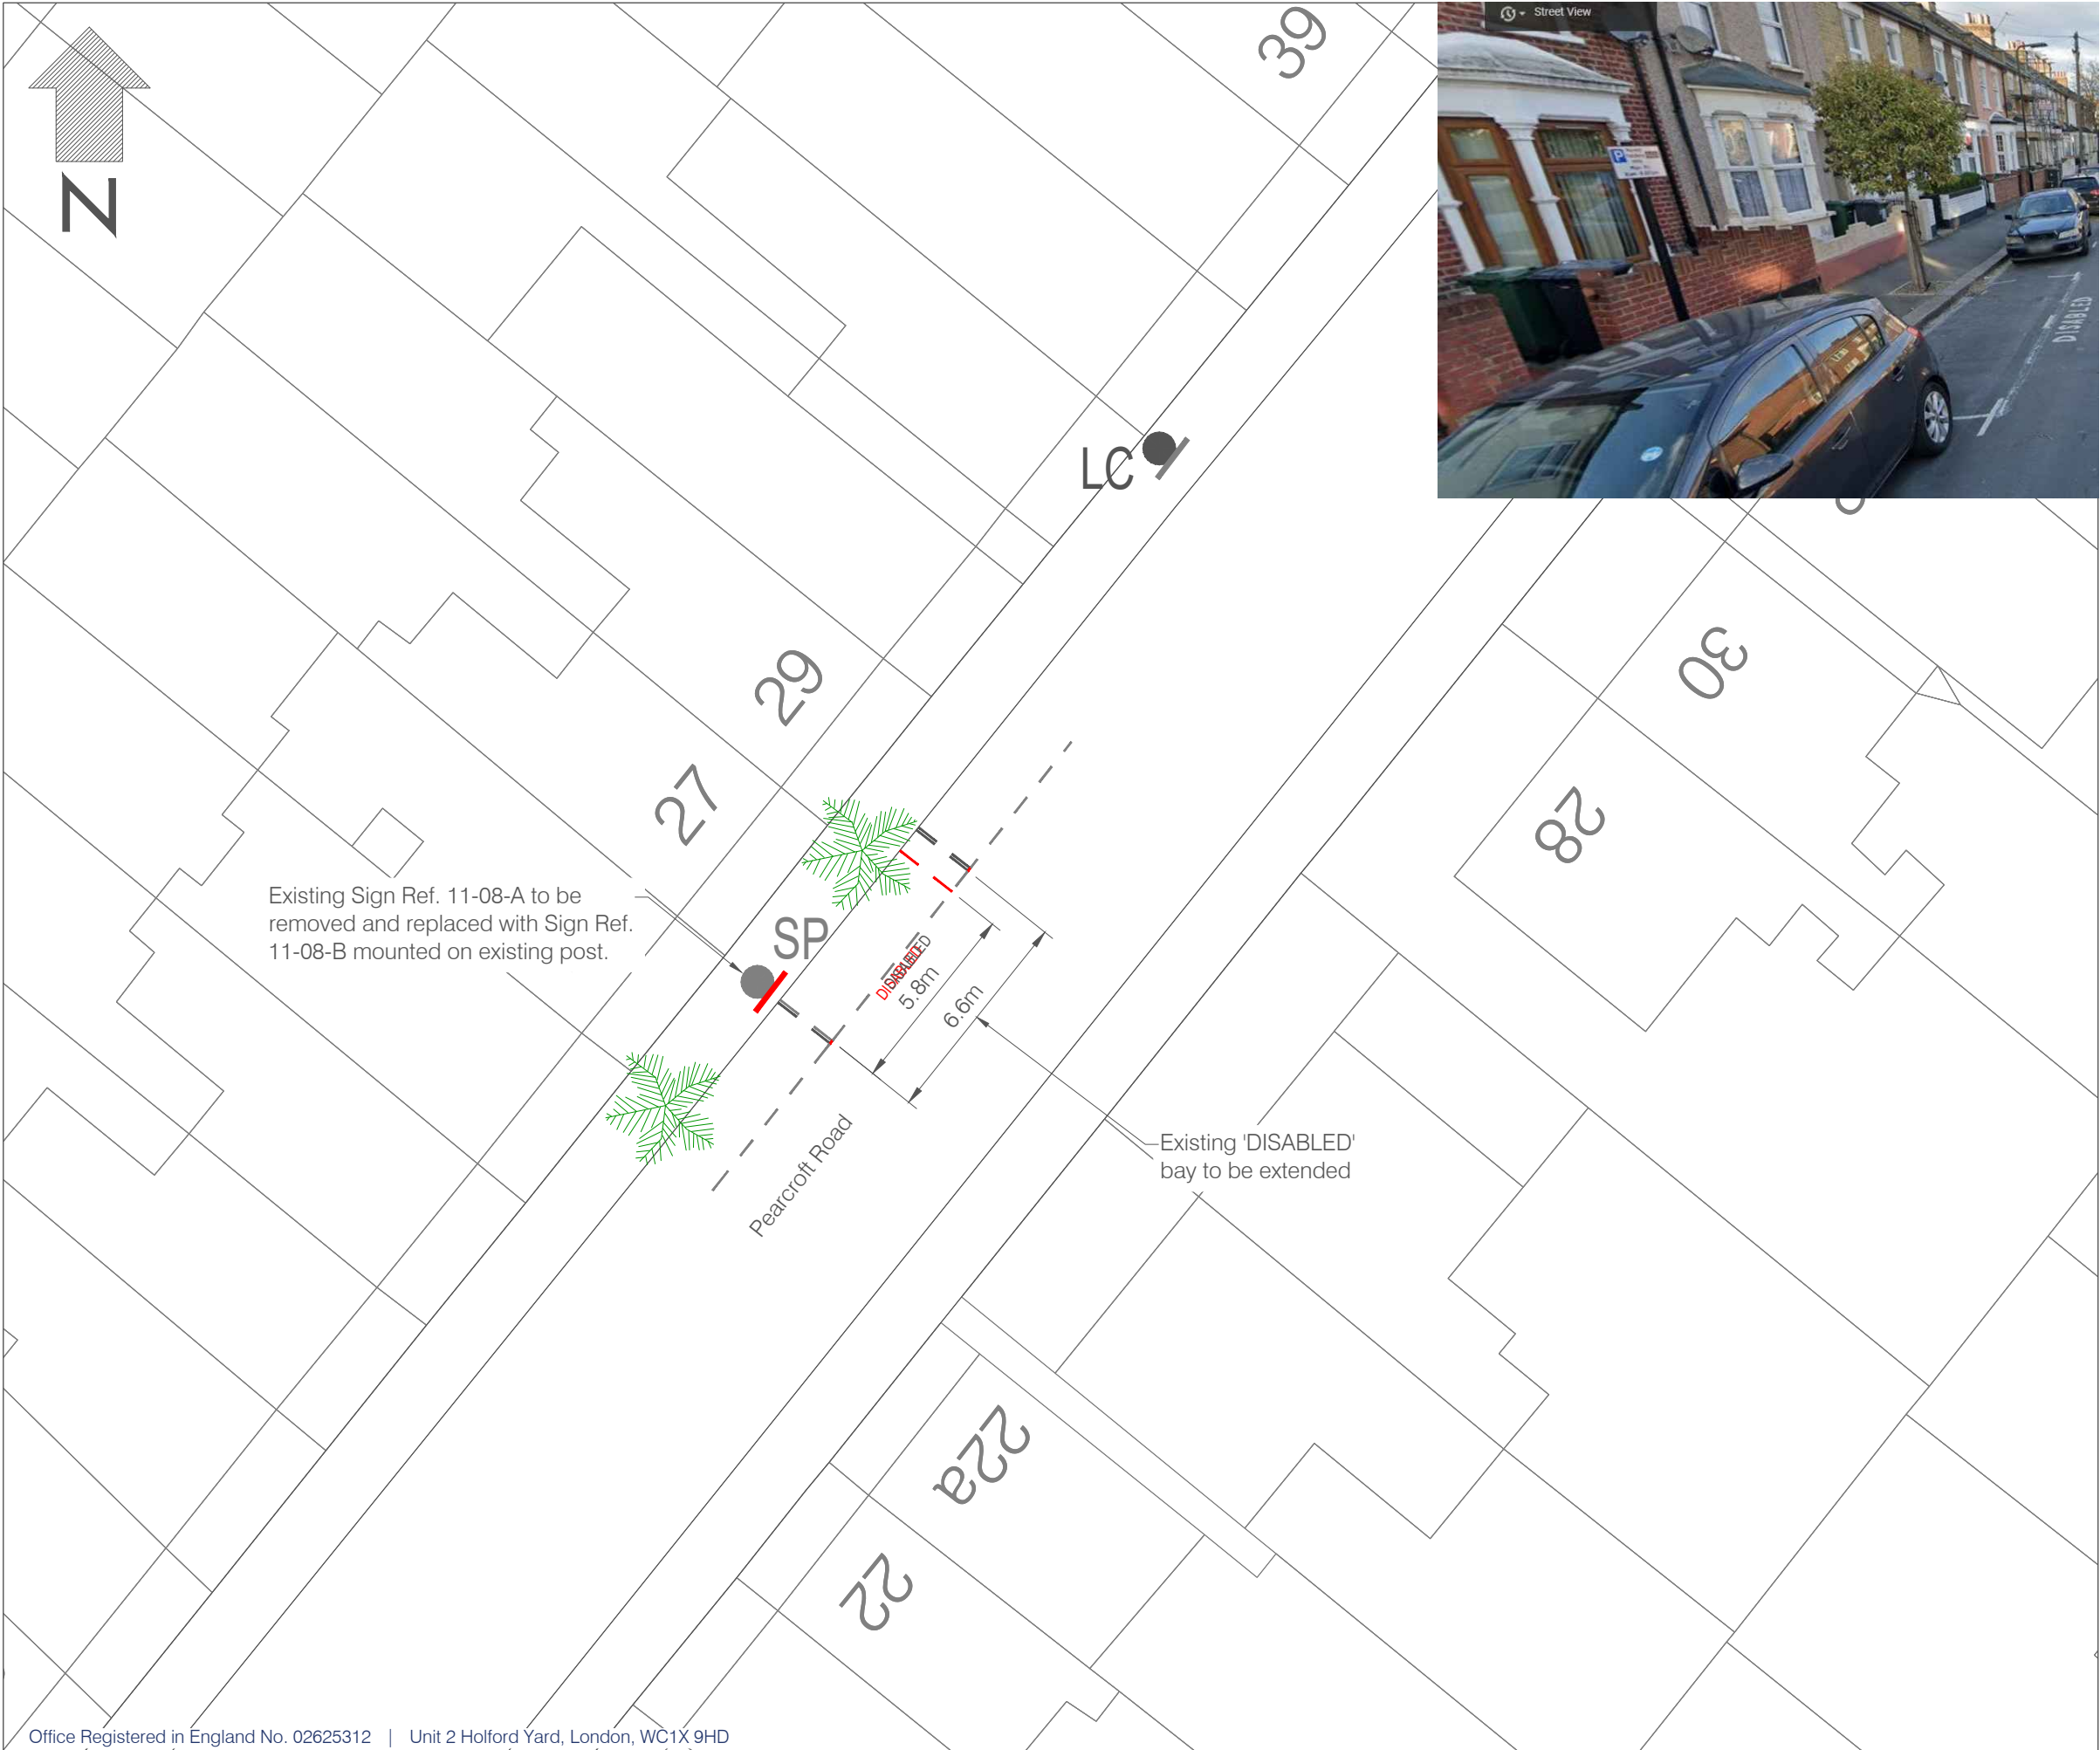 Street View
P
DISABLED
N
39
LC
29
30
27
28
Existing Sign Ref. 11-08-A to be
removed and replaced with Sign Ref.
11-08-B mounted on existing post.
SP
DISABLED
DISABLED
5.8m
6.6m
Existing 'DISABLED'
bay to be extended
Pearcroft Road
22a
22
Office Registered in England No. 02625312 | Unit 2 Holford Yard, London, WC1X 9HD